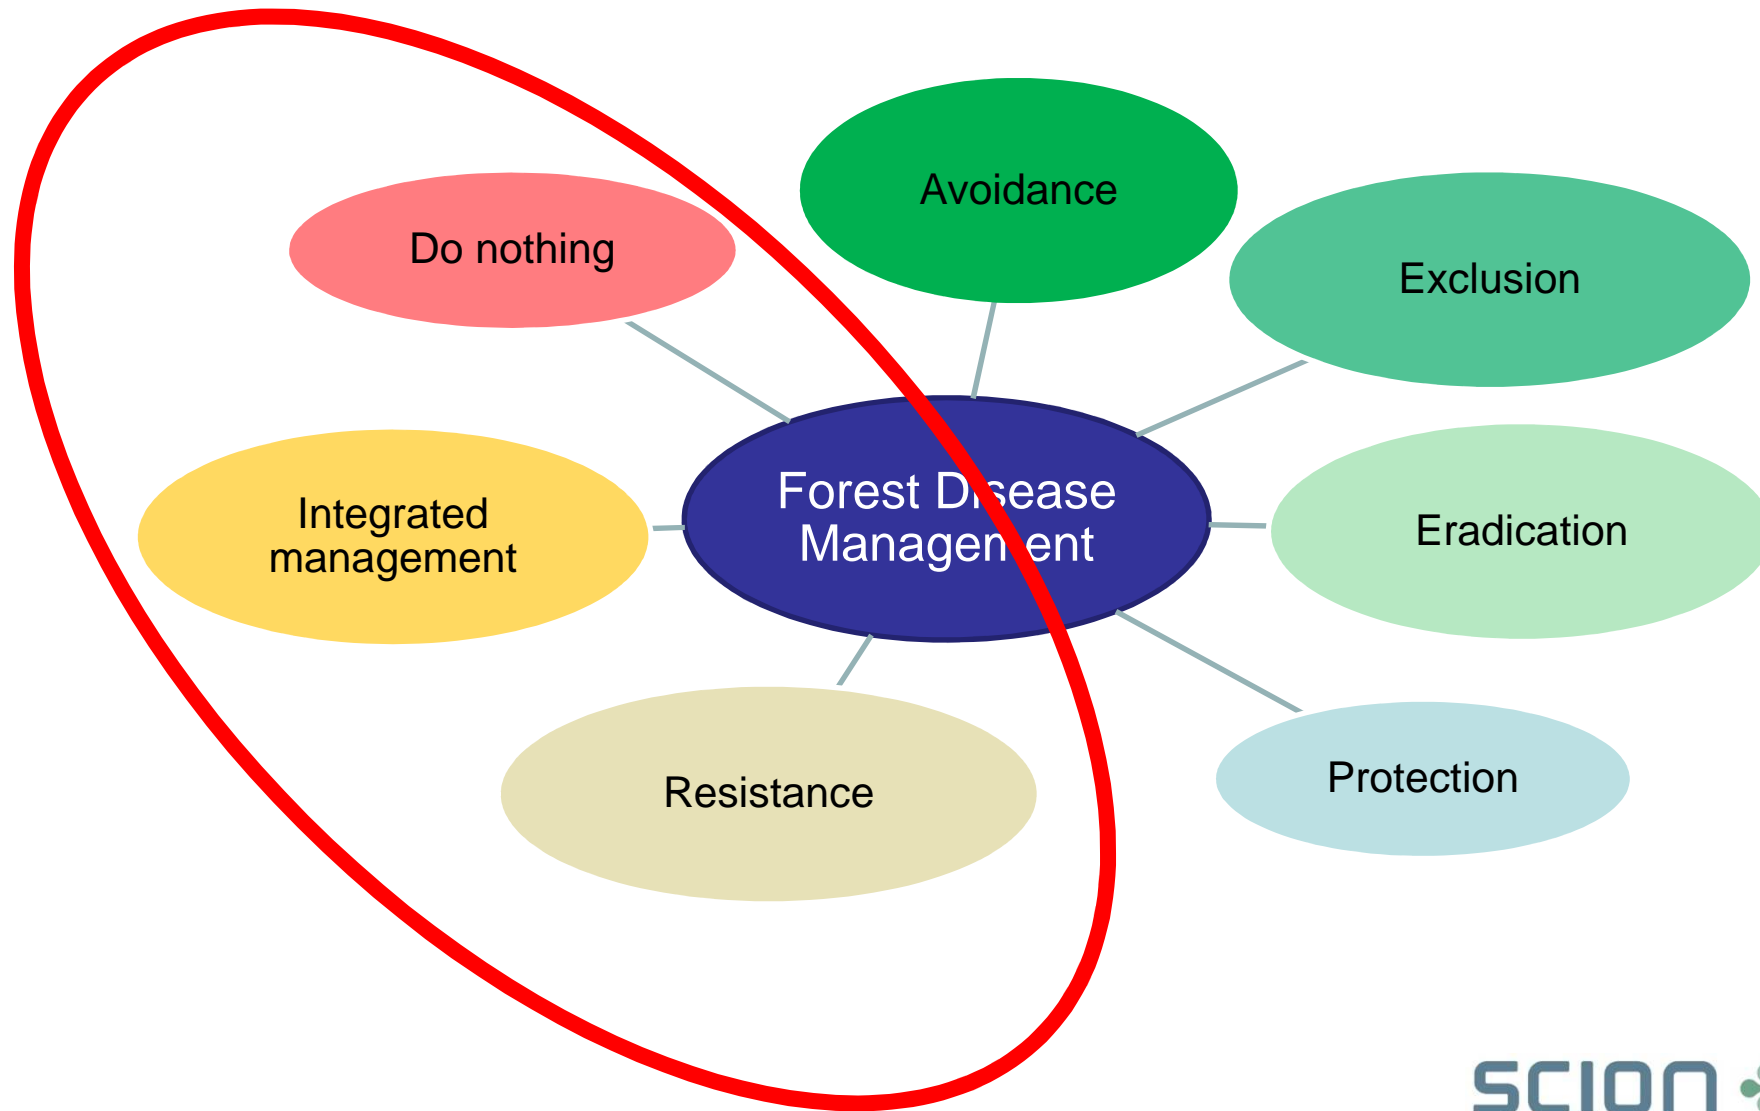 Avoidance
Do nothing
Exclusion
Forest Disease
Management
Integrated
management
Eradication
Resistance
Protection
SCION